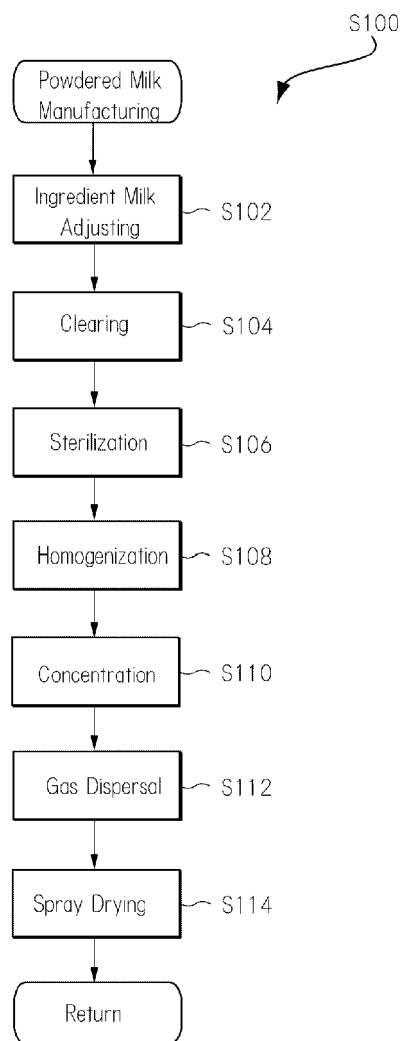 S100
Powdered Milk
Manufacturing
Ingredient Milk
Adjusting
S102
Clearing
S104
Sterilization
S106
Homogenization
S108
Concentration
S110
Gas Dispersal
S112
Spray Drying
S114
Return